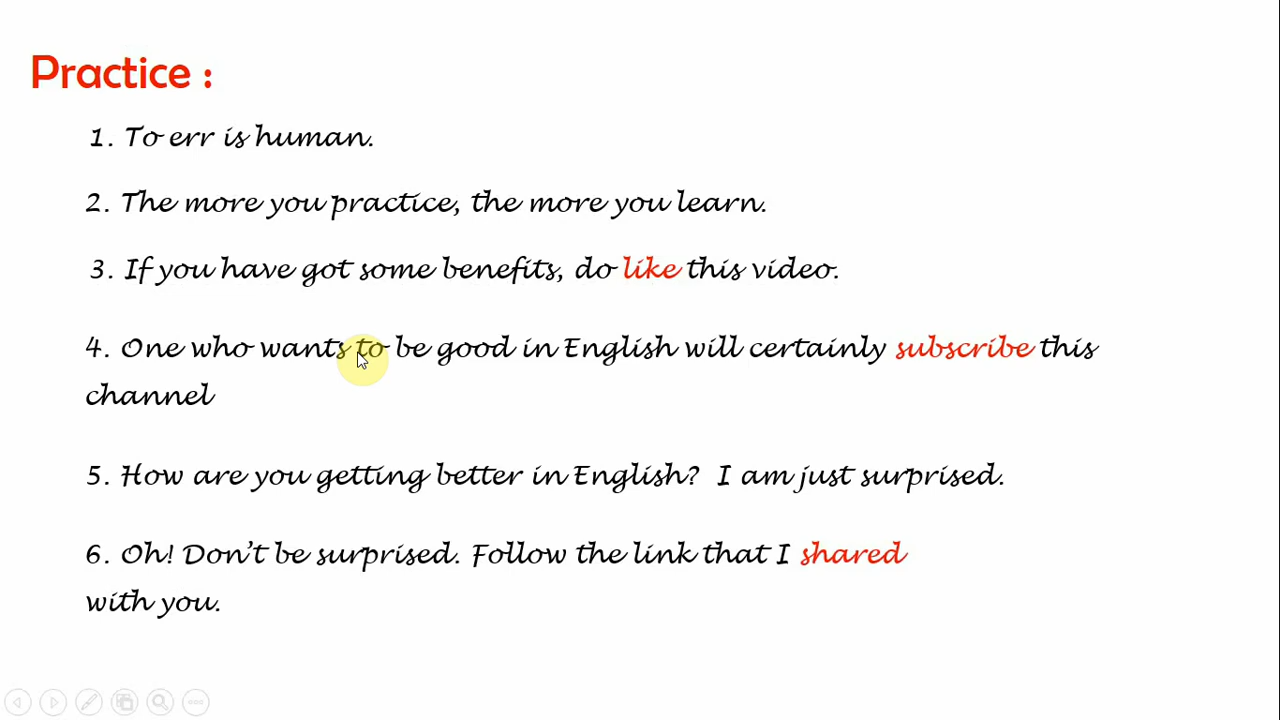 Practice :
1. To err is human.
2. The more you practice, the more you learn.
3. If you have got some benefits, do like this video.
4. One who wants to be good in English will certainly subscribe this
channel
5. How are you getting better in English? I am just surprised.
6. Oh! Don't be surprised. Follow the link that I shared
with you.